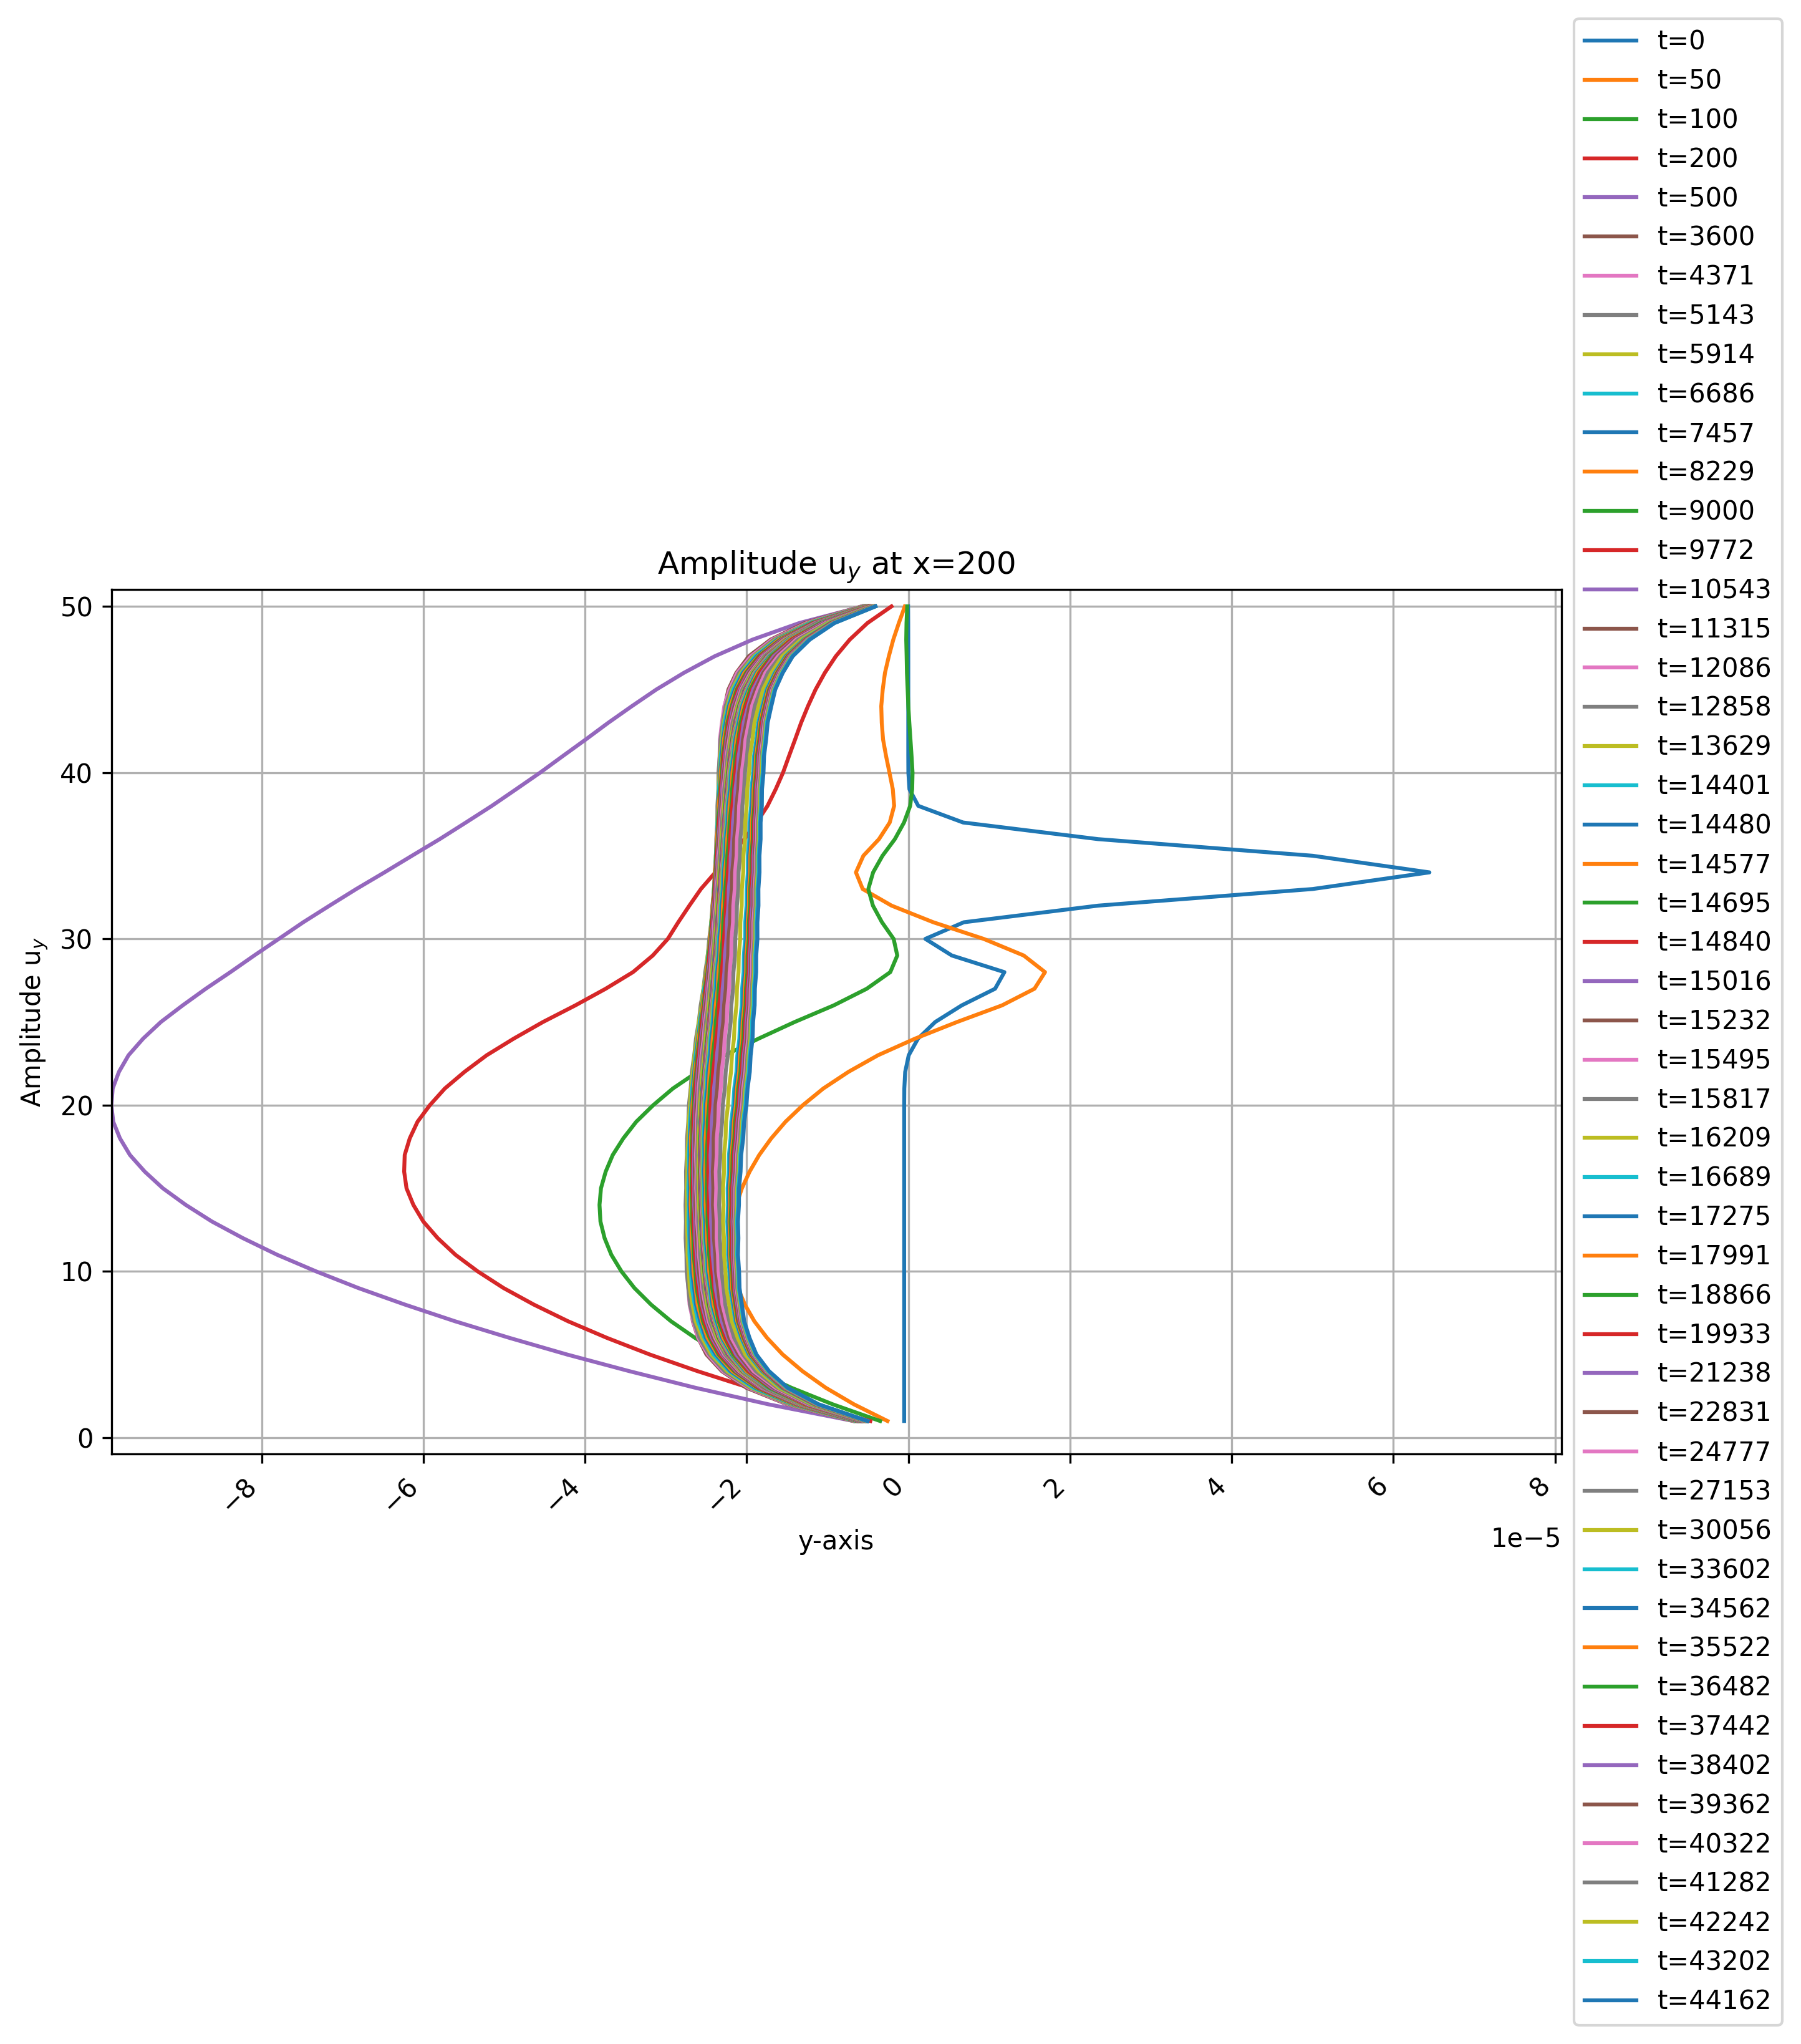 Amplitude u_y at x=200
Amplitude u_y
50
40
30
20
10
0
−8
−6
−4
−2
0
2
4
6
8
1e−5
y-axis
t=0
t=50
t=100
t=200
t=500
t=3600
t=4371
t=5143
t=5914
t=6686
t=7457
t=8229
t=9000
t=9772
t=10543
t=11315
t=12086
t=12858
t=13629
t=14401
t=14480
t=14577
t=14695
t=14840
t=15016
t=15232
t=15495
t=15817
t=16209
t=16689
t=17275
t=17991
t=18866
t=19933
t=21238
t=22831
t=24777
t=27153
t=30056
t=33602
t=34562
t=35522
t=36482
t=37442
t=38402
t=39362
t=40322
t=41282
t=42242
t=43202
t=44162